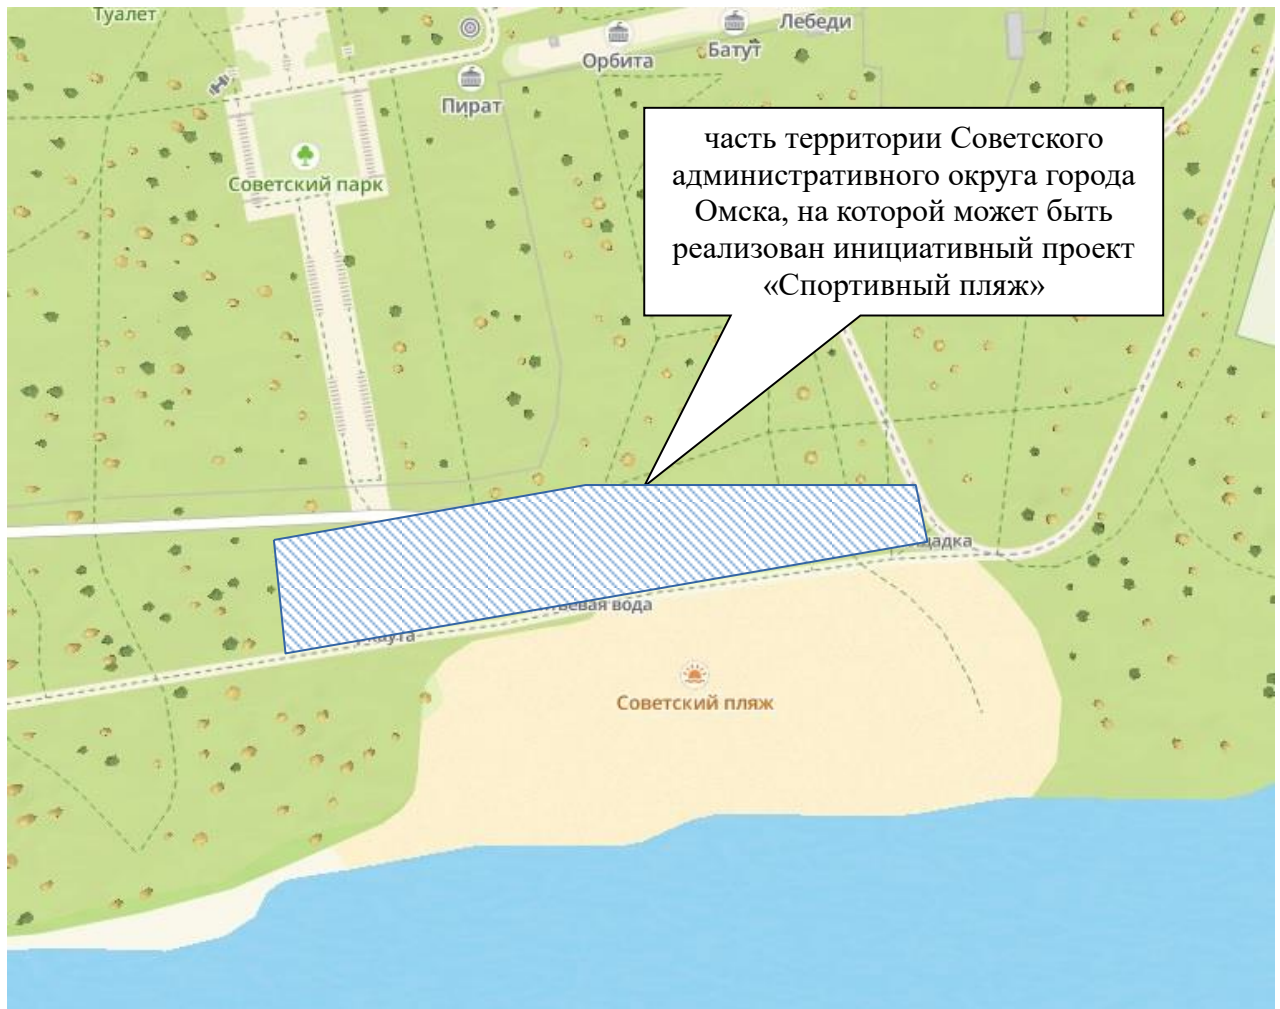 Туалет
Лебеди
Батут
Орбита
Пират
часть территории Советского
административного округа города
Омска, на которой может быть
реализован инициативный проект
«Спортивный пляж»
Советский парк
вода
Советский пляж